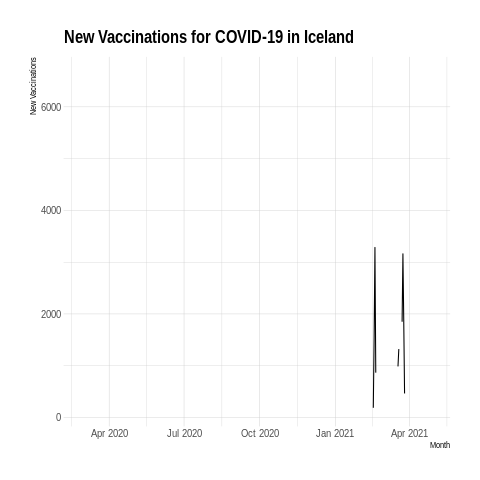 New Vaccinations for COVID-19 in Iceland
New Vaccinations
6000
4000
2000
0
Apr 2020 Jul 2020 Oct 2020 Jan 2021 Apr 2021
Month